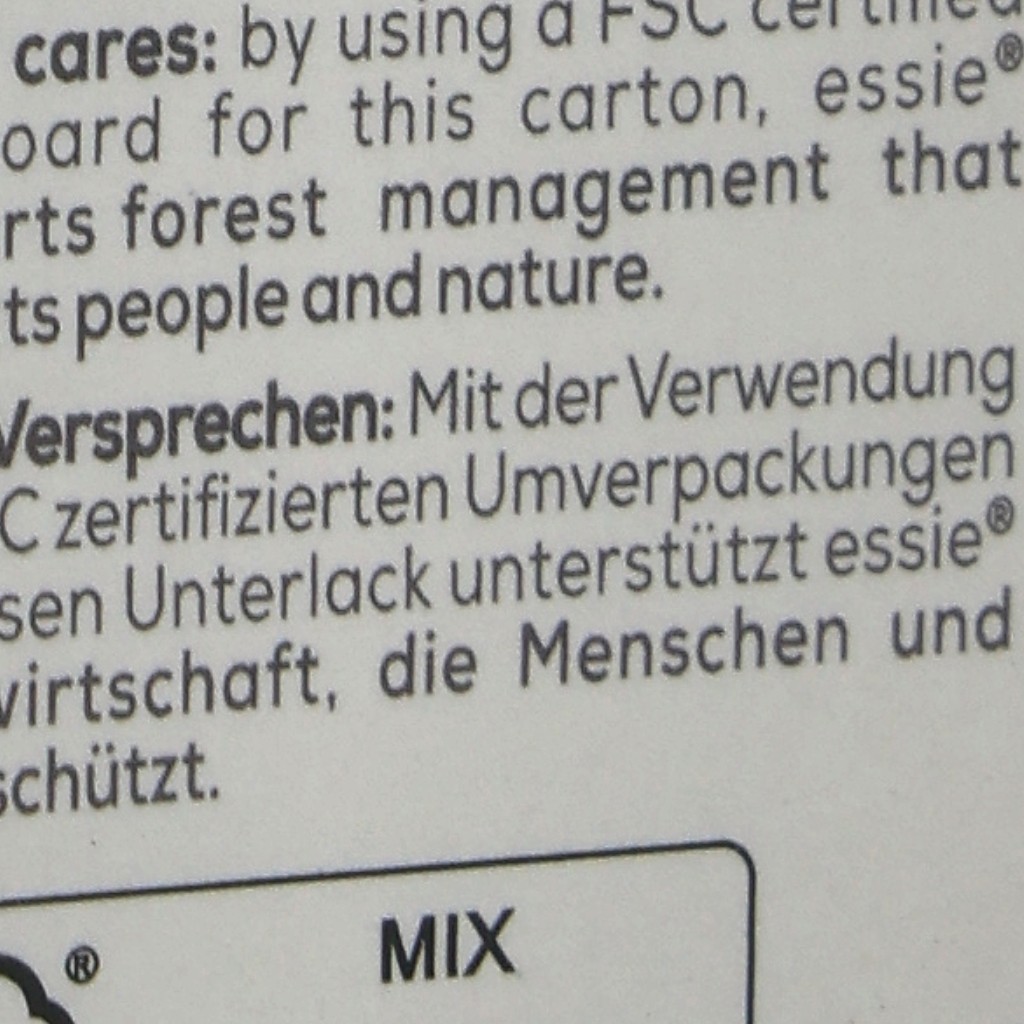 cares: by using a FSC certified
oard for this carton, essie®
rts forest management that
ts people and nature.
Versprechen: Mit der Verwendung
C zertifizierten Umverpackungen
sen Unterlack unterstützt essie®
wirtschaft, die Menschen und
schützt.
MIX
®